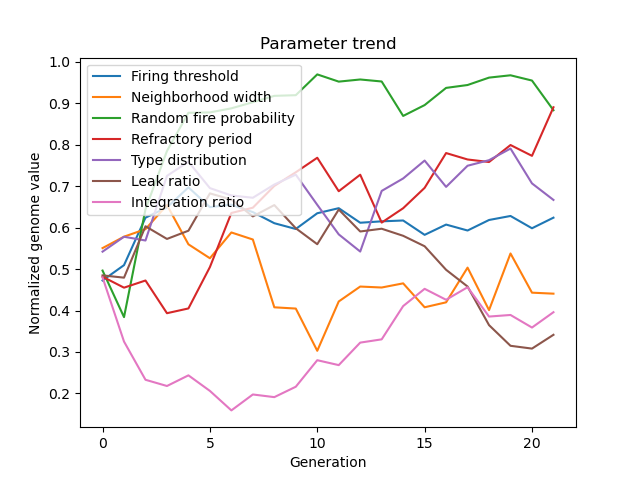 Parameter trend
1.0
0.9
0.8
0.7
0.6
0.5
0.4
0.3
0.2
Normalized genome value
Firing threshold
Neighborhood width
Random fire probability
Refractory period
Type distribution
Leak ratio
Integration ratio
0 5 10 15 20
Generation